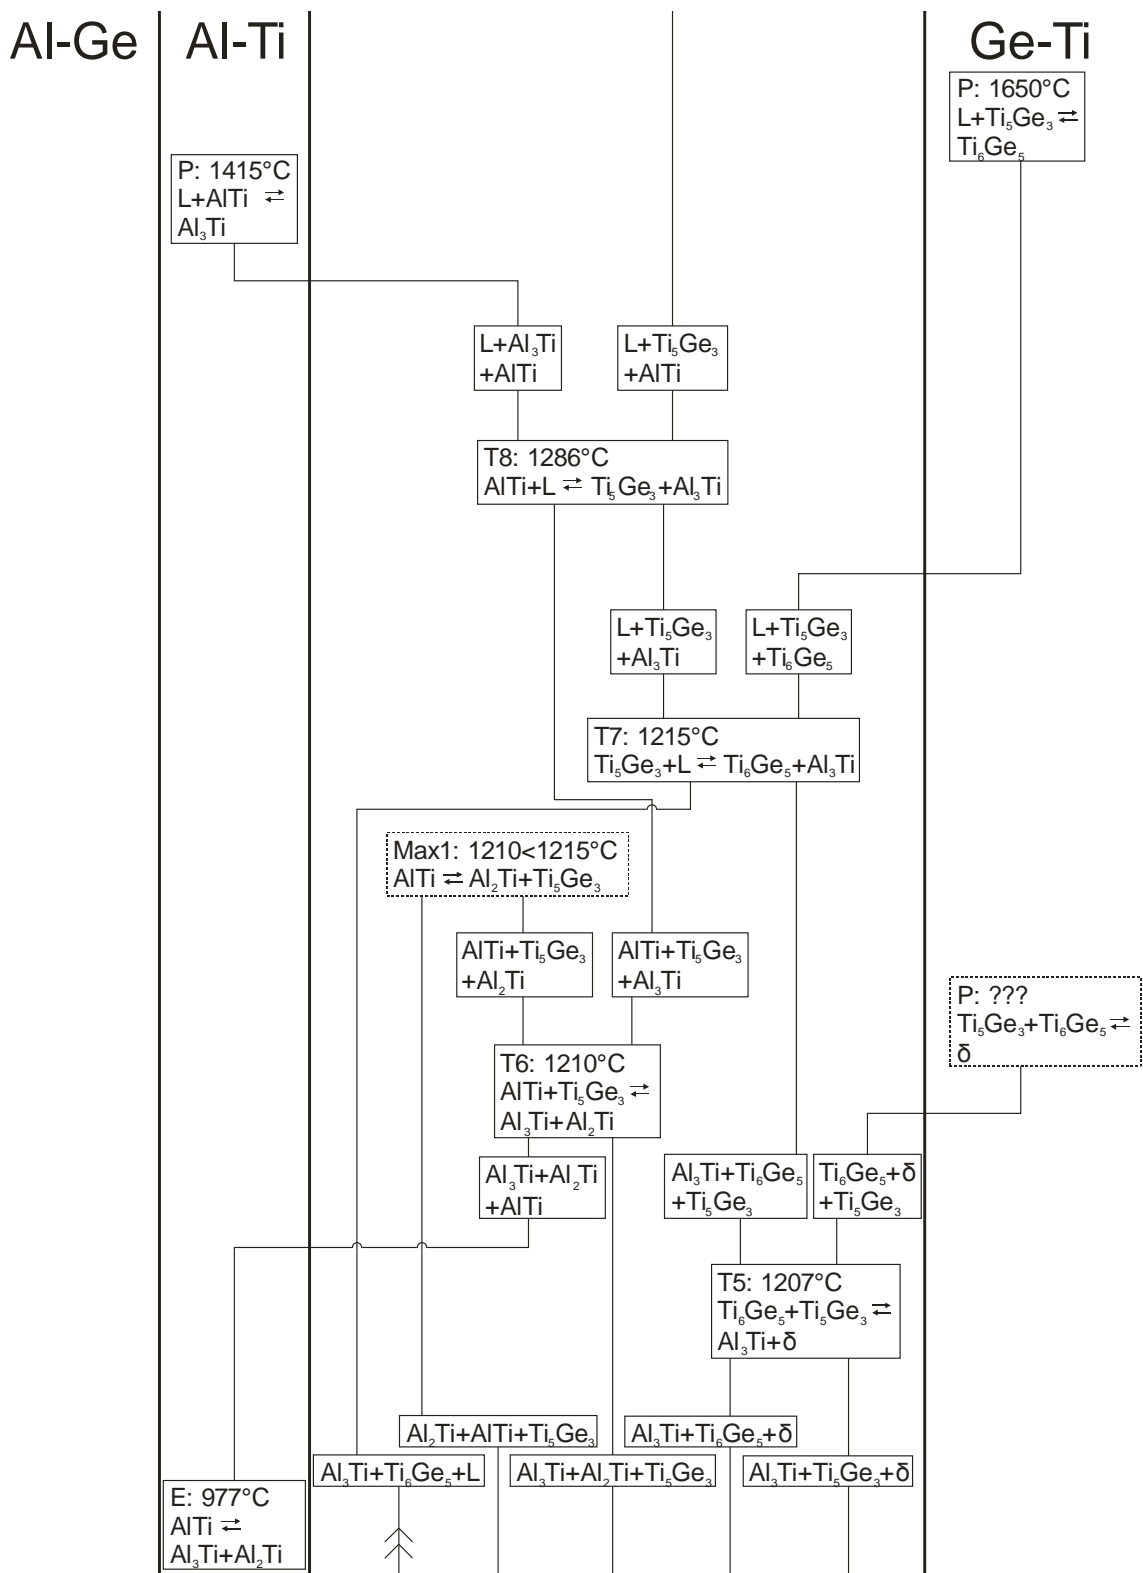 Al-Ge
Al-Ti
Ge-Ti
P: 1650°C
L+Ti₅Ge₃ ⇄
Ti₆Ge₅
P: 1415°C
L+AlTi ⇄
Al₃Ti
L+Al₃Ti
+AlTi
L+Ti₅Ge₃
+AlTi
T8: 1286°C
AlTi+L ⇄ Ti₅Ge₃+Al₃Ti
L+Ti₅Ge₃
+Al₃Ti
L+Ti₅Ge₃
+Ti₆Ge₅
T7: 1215°C
Ti₅Ge₃+L ⇄ Ti₆Ge₅+Al₃Ti
Max1: 1210<1215°C
AlTi ⇄ Al₂Ti+Ti₅Ge₃
AlTi+Ti₅Ge₃
+Al₂Ti
AlTi+Ti₅Ge₃
+Al₃Ti
P: ???
Ti₅Ge₃+Ti₆Ge₅ ⇄
δ
T6: 1210°C
AlTi+Ti₅Ge₃ ⇄
Al₃Ti+Al₂Ti
Al₃Ti+Al₂Ti
+AlTi
Al₃Ti+Ti₆Ge₅
+Ti₅Ge₃
Ti₆Ge₅+δ
+Ti₅Ge₃
T5: 1207°C
Ti₆Ge₅+Ti₅Ge₃ ⇄
Al₃Ti+δ
Al₂Ti+AlTi+Ti₅Ge₃
Al₃Ti+Ti₆Ge₅+δ
Al₃Ti+Ti₆Ge₅+L
Al₃Ti+Al₂Ti+Ti₅Ge₃
Al₃Ti+Ti₅Ge₃+δ
E: 977°C
AlTi ⇄
Al₃Ti+Al₂Ti